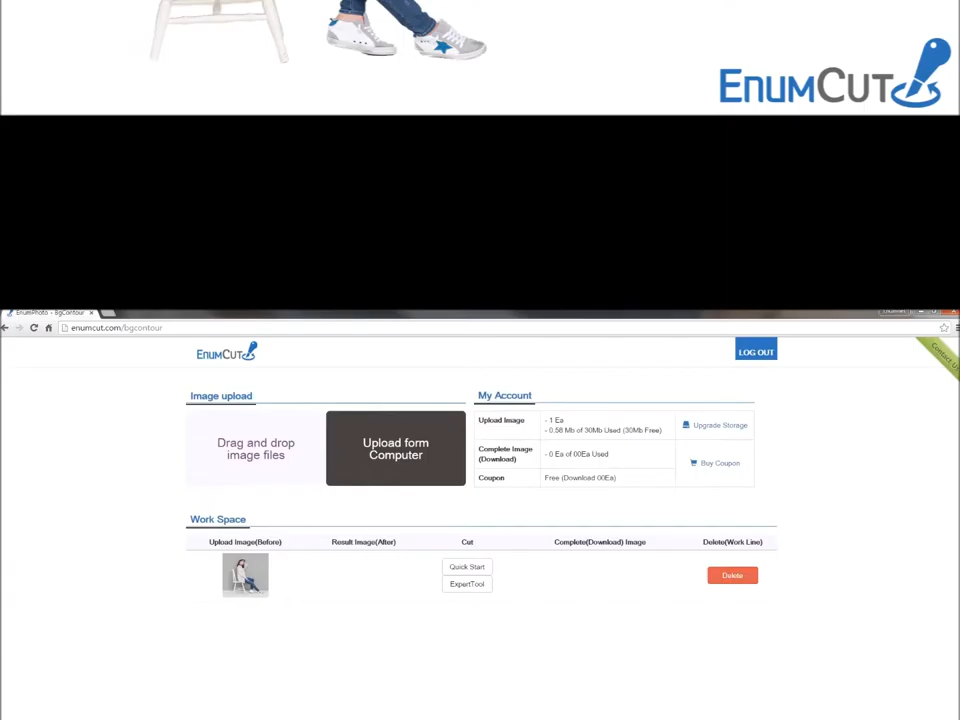 ENUMCUT
EnumPhoto - BgContour
enumcut.com/bgcontour
ENUMCUT
LOG OUT
Contact U
Image upload
My Account
Drag and drop
image files
Upload form
Computer
Upload Image
- 1 Ea
- 0.58 Mb of 30Mb Used (30Mb Free)
Upgrade Storage
Complete Image
(Download)
- 0 Ea of 00Ea Used
Buy Coupon
Coupon
Free (Download 00Ea)
Work Space
Upload Image(Before) Result Image(After) Cut Complete(Download) Image Delete(Work Line)
Quick Start
ExpertTool
Delete